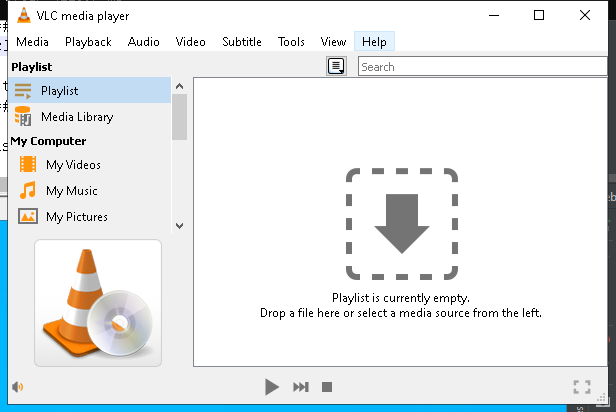 VLC media player
Media Playback Audio Video Subtitle Tools View Help
Playlist
Search
Playlist
Media Library
My Computer
My Videos
My Music
My Pictures
Playlist is currently empty.
Drop a file here or select a media source from the left.